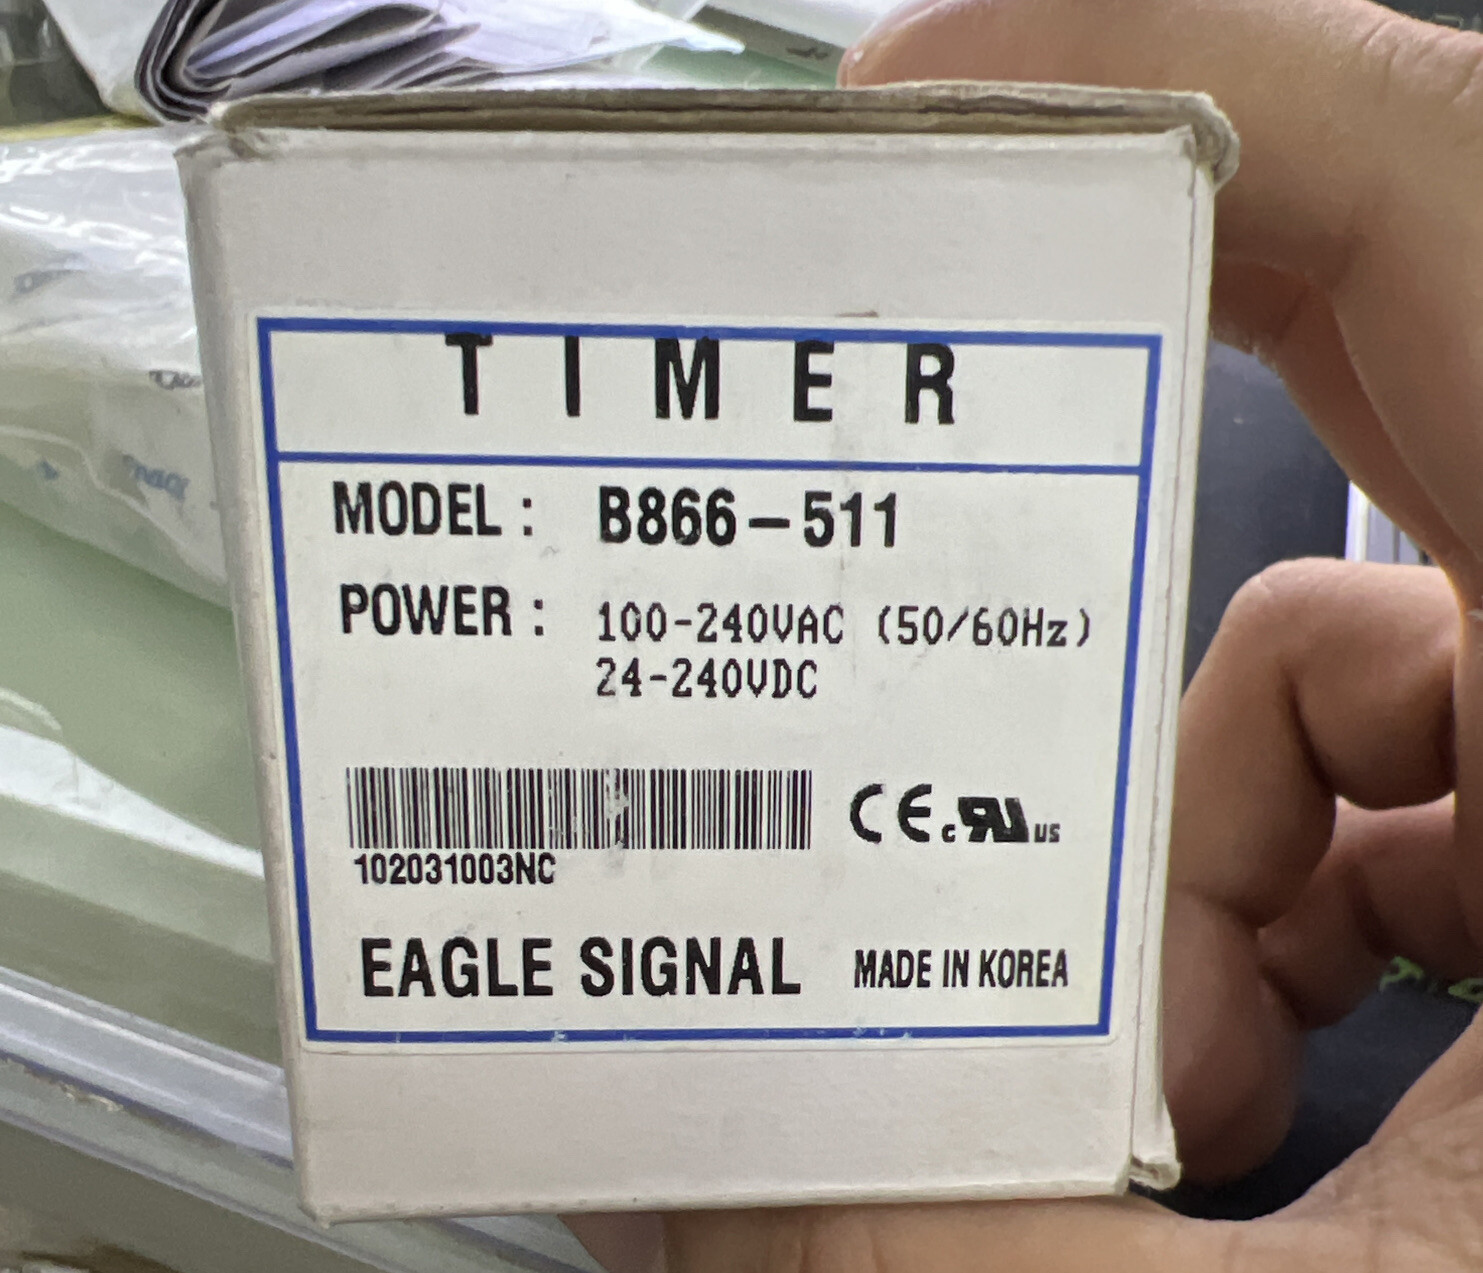 TIMER
MODEL : B866-511
POWER : 100-240VAC (50/60Hz)
24-240VDC
CE c RU US
102031003NC
EAGLE SIGNAL MADE IN KOREA